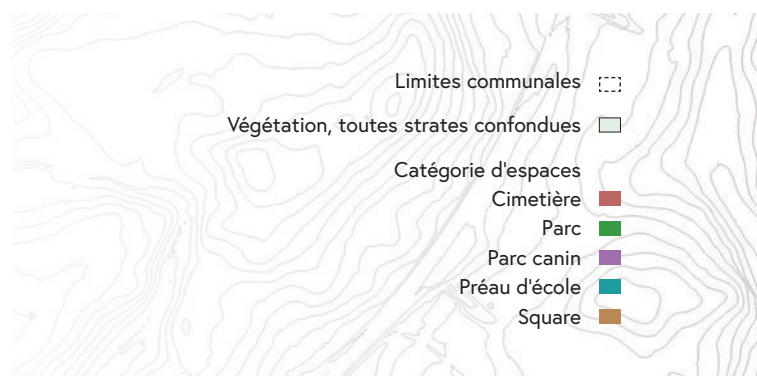 Limites communales
Végétation, toutes strates confondues
Catégorie d'espaces
Cimetière
Parc
Parc canin
Préau d'école
Square